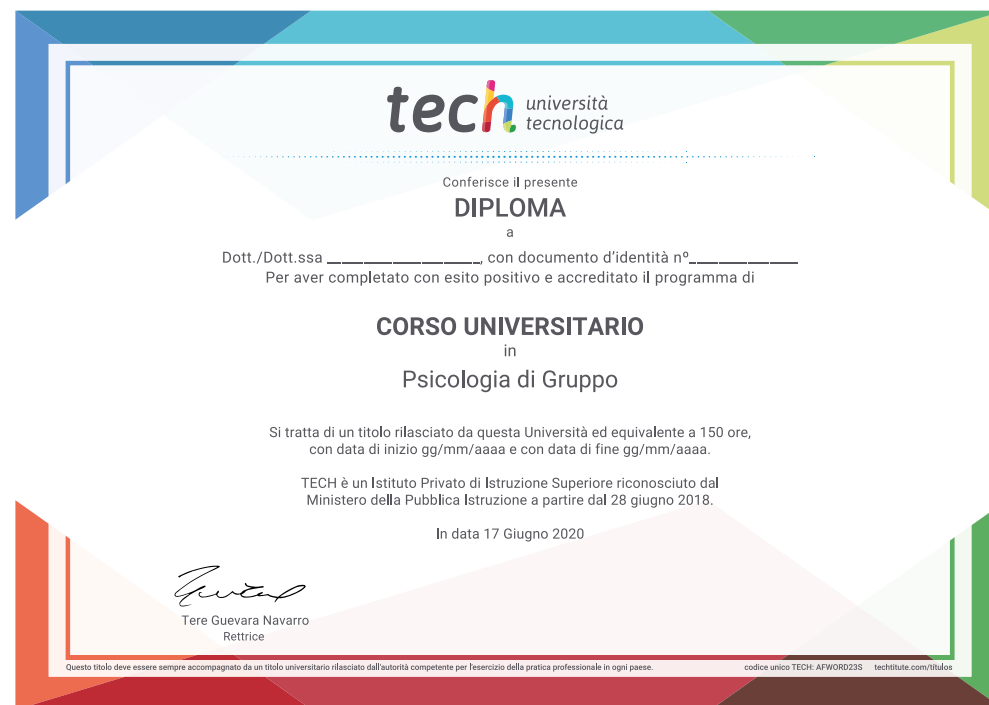 tech università
tecnologica
Conferisce il presente
DIPLOMA
a
Dott./Dott.ssa ___________________, con documento d'identità nº_____________
Per aver completato con esito positivo e accreditato il programma di
CORSO UNIVERSITARIO
in
Psicologia di Gruppo
Si tratta di un titolo rilasciato da questa Università ed equivalente a 150 ore,
con data di inizio gg/mm/aaaa e con data di fine gg/mm/aaaa.
TECH è un Istituto Privato di Istruzione Superiore riconosciuto dal
Ministero della Pubblica Istruzione a partire dal 28 giugno 2018.
In data 17 Giugno 2020
Tere Guevara Navarro
Rettrice
Questo titolo deve essere sempre accompagnato da un titolo universitario rilasciato dall'autorità competente per l'esercizio della pratica professionale in ogni paese. codice unico TECH: AFWORD23S techtitute.com/títulos